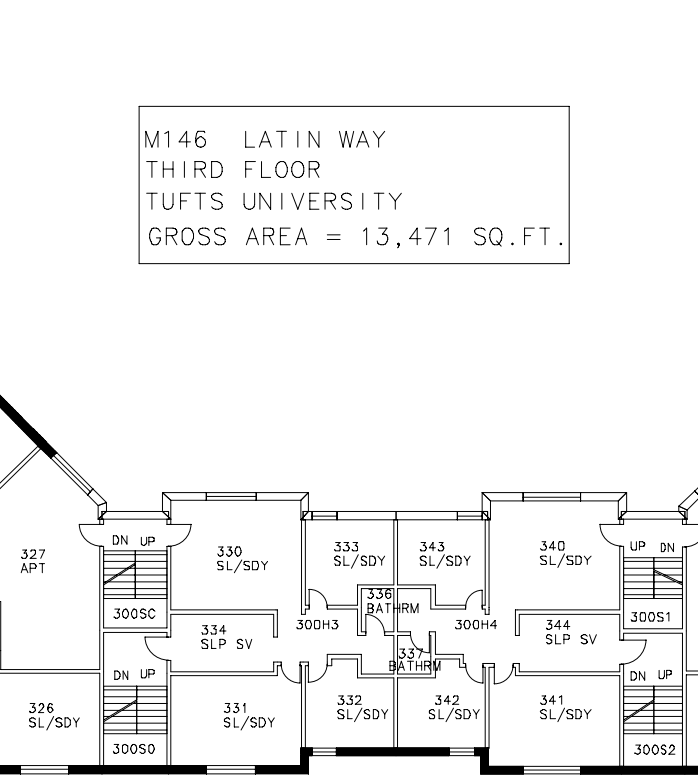 M146 LATIN WAY
THIRD FLOOR
TUFTS UNIVERSITY
GROSS AREA = 13,471 SQ.FT.
DN UP
UP DN
327
APT
330
SL/SDY
333
SL/SDY
343
SL/SDY
340
SL/SDY
336
BATHRM
300SC
300S1
334
SLP SV
300H3
300H4
344
SLP SV
337
BATHRM
DN UP
DN UP
326
SL/SDY
331
SL/SDY
332
SL/SDY
342
SL/SDY
341
SL/SDY
300S0
300S2